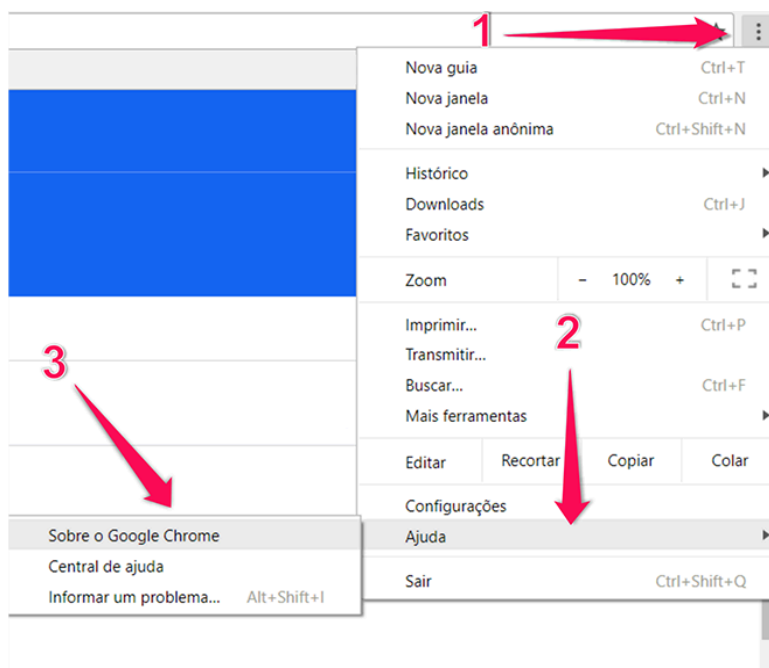 1
Nova guia Ctrl+T
Nova janela Ctrl+N
Nova janela anônima Ctrl+Shift+N
Histórico
Downloads Ctrl+J
Favoritos
Zoom - 100% +
Imprimir... Ctrl+P
2
Transmitir...
3
Buscar... Ctrl+F
Mais ferramentas
Editar Recortar Copiar Colar
Configurações
Ajuda
Sobre o Google Chrome
Central de ajuda
Informar um problema... Alt+Shift+I
Sair Ctrl+Shift+Q